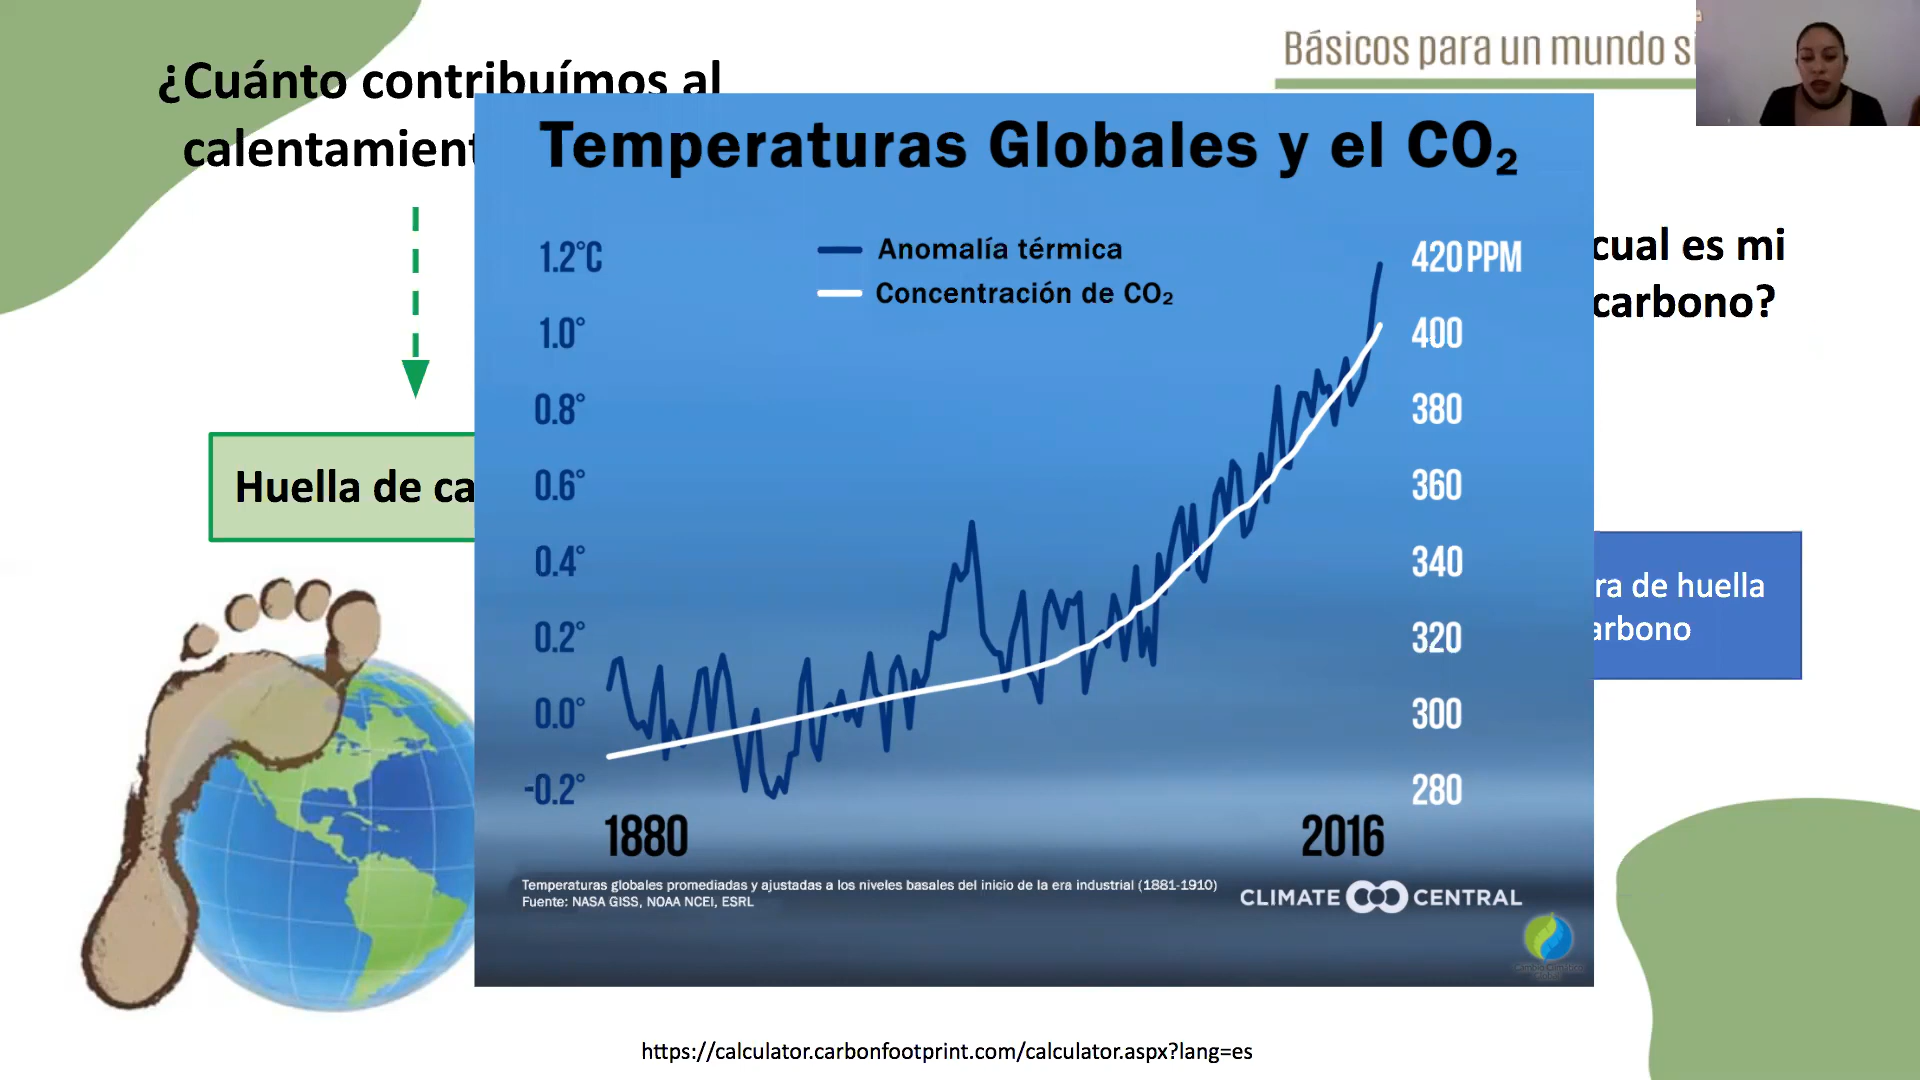 ¿Cuánto contribuímos al
calentamient
Básicos para un mundo si
Temperaturas Globales y el CO₂
1.2°C
1.0°
0.8°
0.6°
0.4°
0.2°
0.0°
-0.2°
Anomalía térmica
Concentración de CO₂
420 PPM
400
380
360
340
320
300
280
1880
2016
Temperaturas globales promediadas y ajustadas a los niveles basales del inicio de la era industrial (1881-1910)
Fuente: NASA GISS, NOAA NCEI, ESRL
CLIMATE CENTRAL
Huella de ca
cual es mi
carbono?
ra de huella
arbono
https://calculator.carbonfootprint.com/calculator.aspx?lang=es